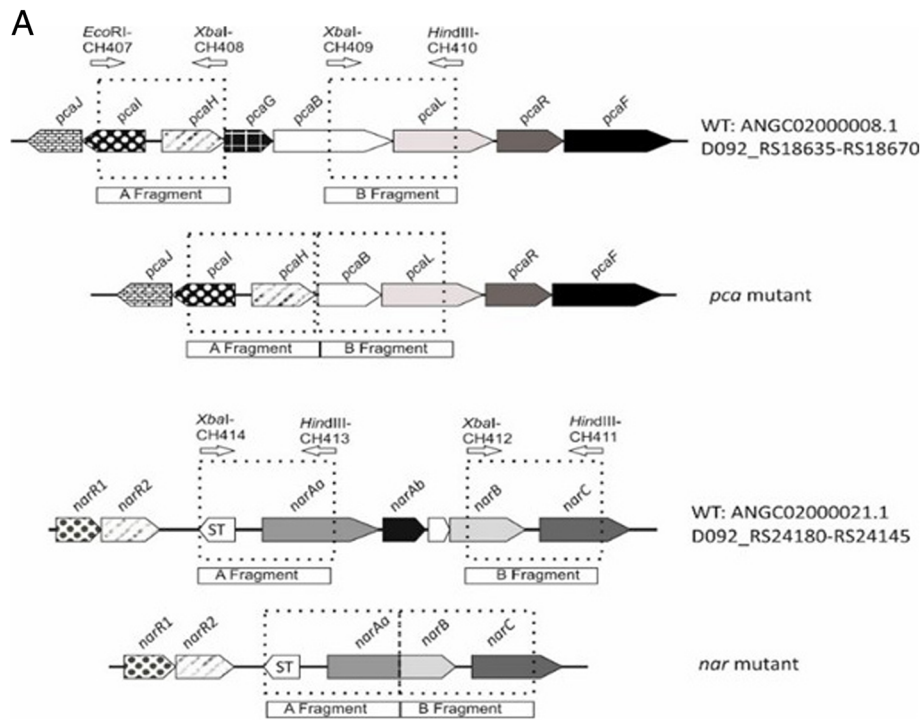 A
EcoRI-
CH407
XbaI-
CH408
XbaI-
CH409
HindIII-
CH410
pcaJ
pcaI
pcaH
pcaG
pcaB
pcaL
pcaR
pcaF
WT: ANGC02000008.1
D092_RS18635-RS18670
A Fragment
B Fragment
pcaJ
pcaI
pcaH
pcaB
pcaL
pcaR
pcaF
pca mutant
A Fragment
B Fragment
XbaI-
CH414
HindIII-
CH413
XbaI-
CH412
HindIII-
CH411
narR1
narR2
narAa
narAb
narB
narC
ST
WT: ANGC02000021.1
D092_RS24180-RS24145
A Fragment
B Fragment
narR1
narR2
narAa
narB
narC
ST
nar mutant
A Fragment
B Fragment